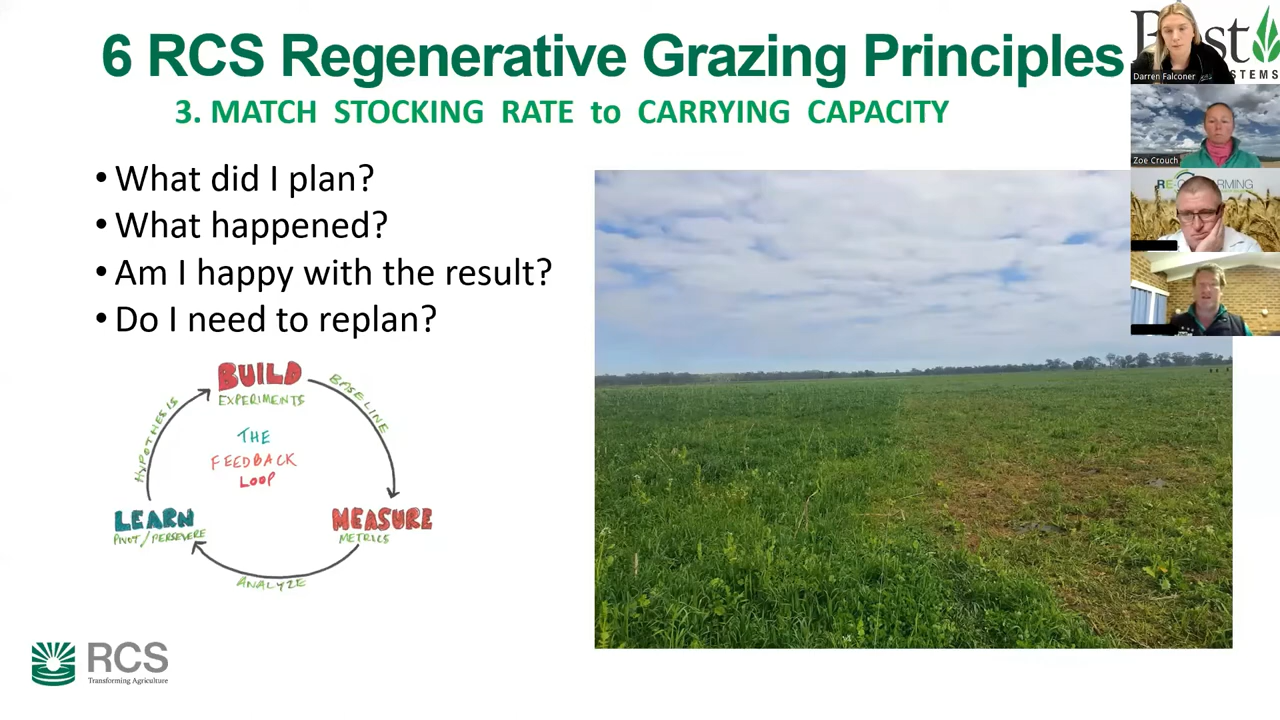 6 RCS Regenerative Grazing Principles
3. MATCH STOCKING RATE to CARRYING CAPACITY
• What did I plan?
• What happened?
• Am I happy with the result?
• Do I need to replan?
BUILD
EXPERIMENTS
BASELINE
HYPOTHESIS
THE
FEEDBACK
LOOP
LEARN
PIVOT/PERSEVERE
MEASURE
METRICS
ANALYZE
RCS
Transforming Agriculture
Darren Falconer
Zoe Crouch